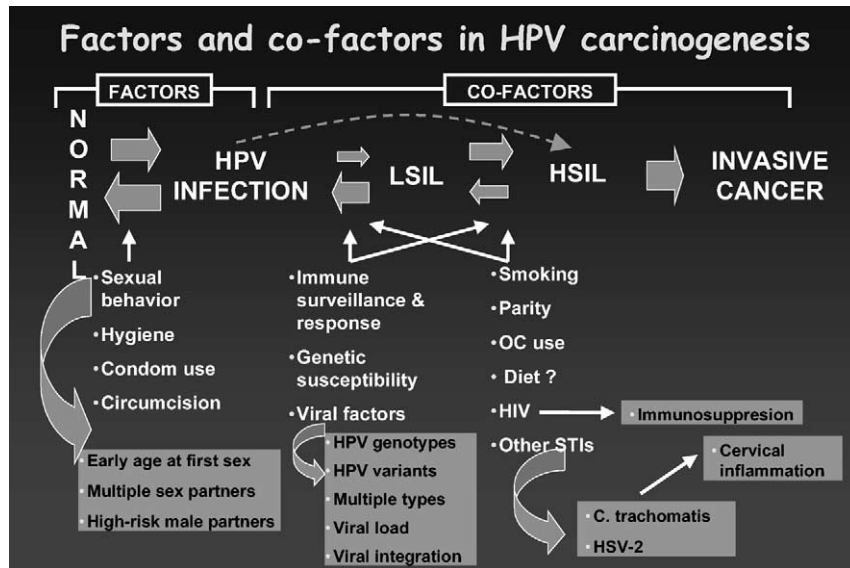 Factors and co-factors in HPV carcinogenesis
FACTORS
CO-FACTORS
NORMAL
HPV
INFECTION
LSIL
HSIL
INVASIVE
CANCER
•Sexual
behavior
•Hygiene
•Condom use
•Circumcision
•Early age at first sex
•Multiple sex partners
•High-risk male partners
•Immune
surveillance &
response
•Genetic
susceptibility
•Viral factors
•HPV genotypes
•HPV variants
•Multiple types
•Viral load
•Viral integration
•Smoking
•Parity
•OC use
• Diet ?
•HIV
•Other STIs
• Immunosuppresion
• Cervical
inflammation
• C. trachomatis
• HSV-2